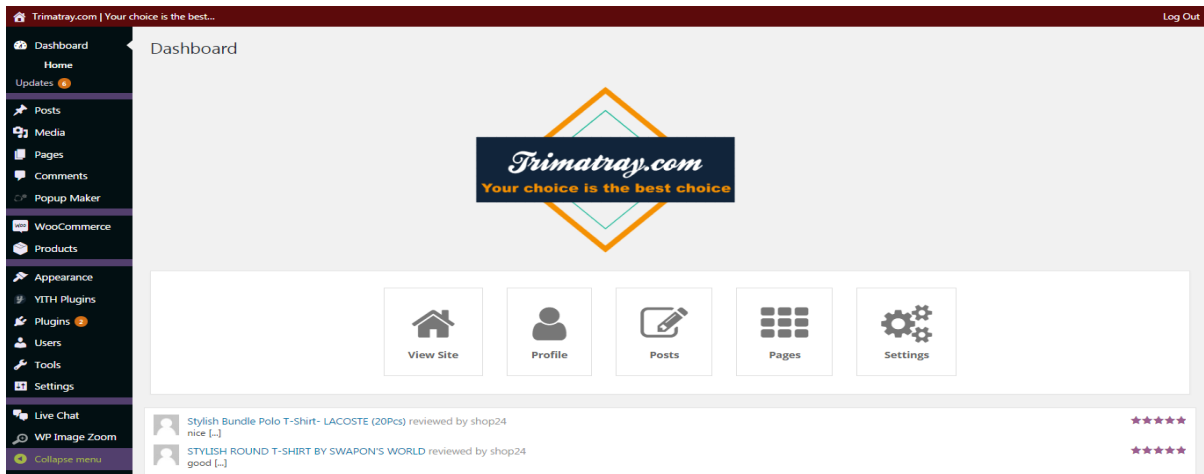 Trimatray.com | Your choice is the best...
Log Out
Dashboard
Home
Updates 6
Posts
Media
Pages
Comments
Popup Maker
WooCommerce
Products
Appearance
YITH Plugins
Plugins 2
Users
Tools
Settings
Live Chat
WP Image Zoom
Collapse menu
Dashboard
Trimatray.com
Your choice is the best choice
View Site
Profile
Posts
Pages
Settings
Stylish Bundle Polo T-Shirt- LACOSTE (20Pcs) reviewed by shop24
nice [...]
STYLISH ROUND T-SHIRT BY SWAPON'S WORLD reviewed by shop24
good [...]